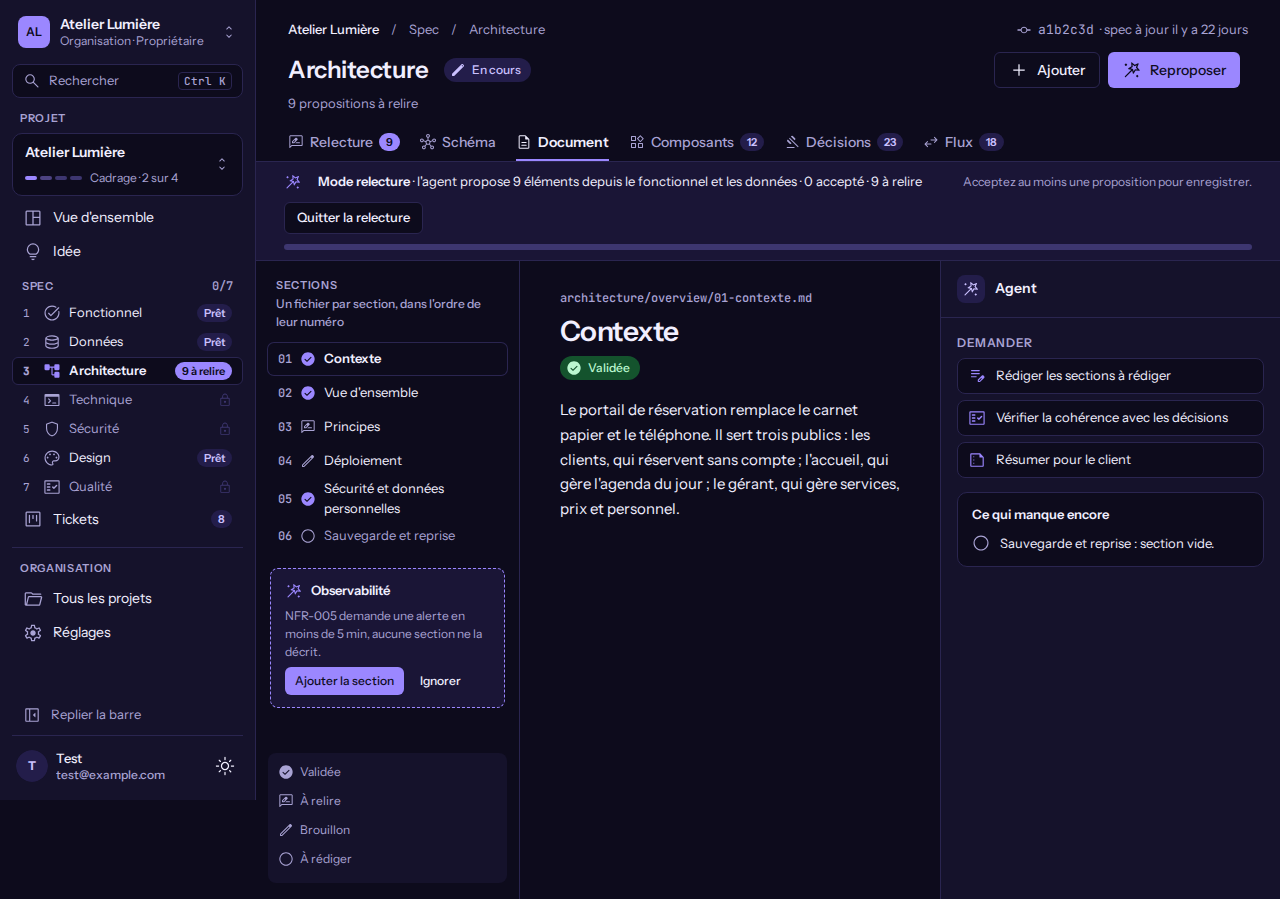 AL
Atelier Lumière
Organisation · Propriétaire
Rechercher
Ctrl K
PROJET
Atelier Lumière
Cadrage · 2 sur 4
Vue d'ensemble
Idée
SPEC 0/7
1 Fonctionnel Prêt
2 Données Prêt
3 Architecture 9 à relire
4 Technique
5 Sécurité
6 Design Prêt
7 Qualité
Tickets 8
ORGANISATION
Tous les projets
Réglages
Replier la barre
T
Test
test@example.com
Atelier Lumière / Spec / Architecture
a1b2c3d · spec à jour il y a 22 jours
Architecture
En cours
Ajouter
Reproposer
9 propositions à relire
Relecture 9
Schéma
Document
Composants 12
Décisions 23
Flux 18
Mode relecture · l'agent propose 9 éléments depuis le fonctionnel et les données · 0 accepté · 9 à relire
Acceptez au moins une proposition pour enregistrer.
Quitter la relecture
SECTIONS
Un fichier par section, dans l'ordre de
leur numéro
01 Contexte
02 Vue d'ensemble
03 Principes
04 Déploiement
05 Sécurité et données
personnelles
06 Sauvegarde et reprise
Observabilité
NFR-005 demande une alerte en
moins de 5 min, aucune section ne la
décrit.
Ajouter la section
Ignorer
Validée
À relire
Brouillon
À rédiger
architecture/overview/01-contexte.md
Contexte
Validée
Le portail de réservation remplace le carnet
papier et le téléphone. Il sert trois publics : les
clients, qui réservent sans compte ; l'accueil, qui
gère l'agenda du jour ; le gérant, qui gère services,
prix et personnel.
Agent
DEMANDER
Rédiger les sections à rédiger
Vérifier la cohérence avec les décisions
Résumer pour le client
Ce qui manque encore
Sauvegarde et reprise : section vide.